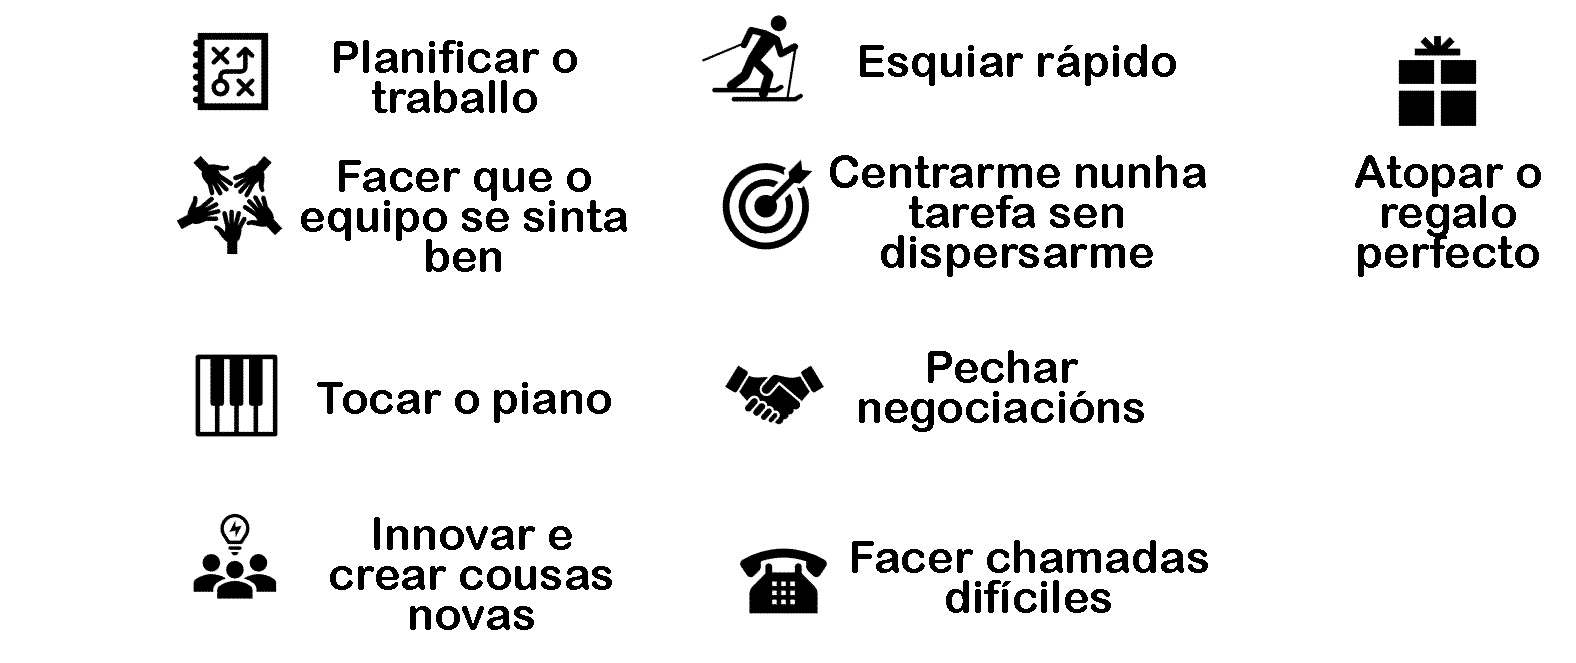 Planificar o
traballo
Esquiar rápido
Facer que o
equipo se sinta
ben
Centrarme nunha
tarefa sen
dispersarme
Atopar o
regalo
perfecto
Tocar o piano
Pechar
negociacións
Innovar e
crear cousas
novas
Facer chamadas
difíciles